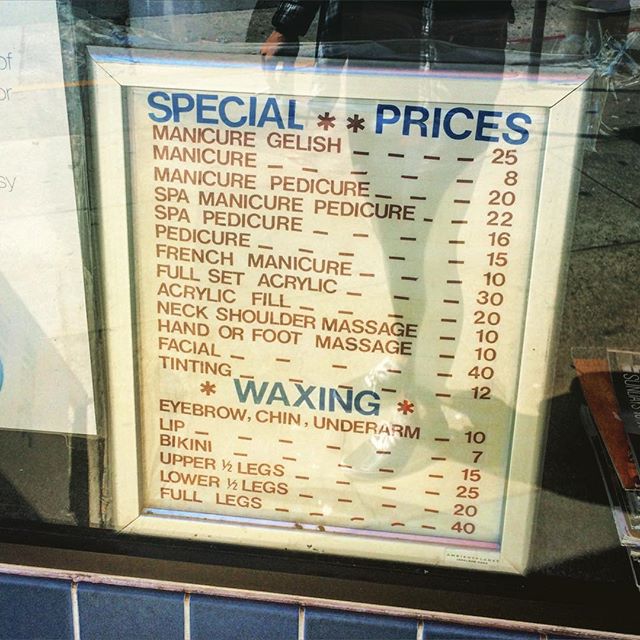 of
or
sy
SPECIAL ** PRICES
MANICURE GELISH – – – – 25
MANICURE – – – – – 8
MANICURE PEDICURE – – – 20
SPA MANICURE PEDICURE – – 22
SPA PEDICURE – – – – 16
PEDICURE – – – – – 15
FRENCH MANICURE – – – – 10
FULL SET ACRYLIC – – – – 30
ACRYLIC FILL – – – – 20
NECK SHOULDER MASSAGE – – 10
HAND OR FOOT MASSAGE – – 10
FACIAL – – – – – – 40
TINTING – – – – – – 12
* WAXING *
EYEBROW, CHIN, UNDERARM – 10
LIP – – – – – – 7
BIKINI – – – – – – 15
UPPER ½ LEGS – – – – 25
LOWER ½ LEGS – – – – 20
FULL LEGS – – – – – 40